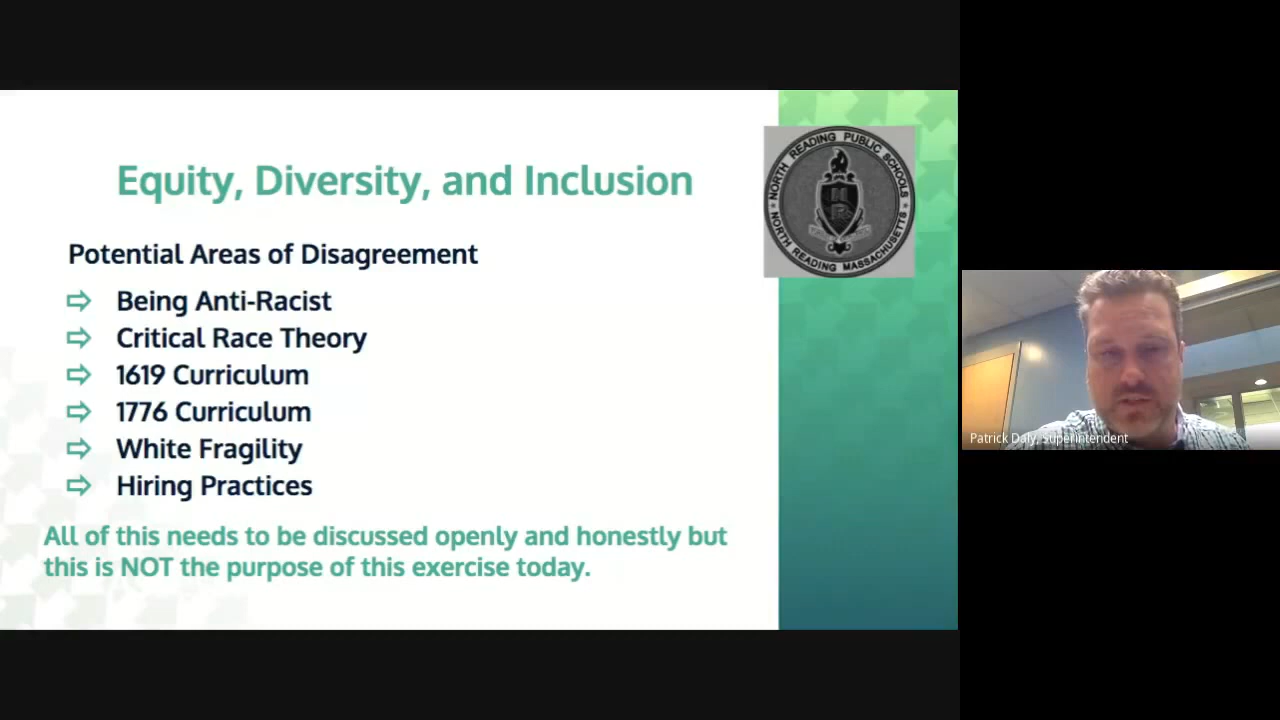 Equity, Diversity, and Inclusion
Potential Areas of Disagreement
Being Anti-Racist
Critical Race Theory
1619 Curriculum
1776 Curriculum
White Fragility
Hiring Practices
All of this needs to be discussed openly and honestly but
this is NOT the purpose of this exercise today.
NORTH READING PUBLIC SCHOOLS
NORTH READING MASSACHUSETTS
Patrick Daly, Superintendent